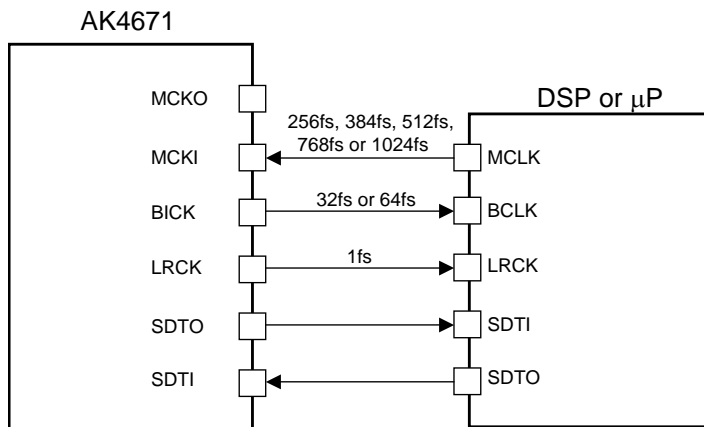 AK4671
DSP or μP
MCKO
256fs, 384fs, 512fs,
768fs or 1024fs
MCKI
MCLK
32fs or 64fs
BICK
BCLK
1fs
LRCK
LRCK
SDTO
SDTI
SDTI
SDTO